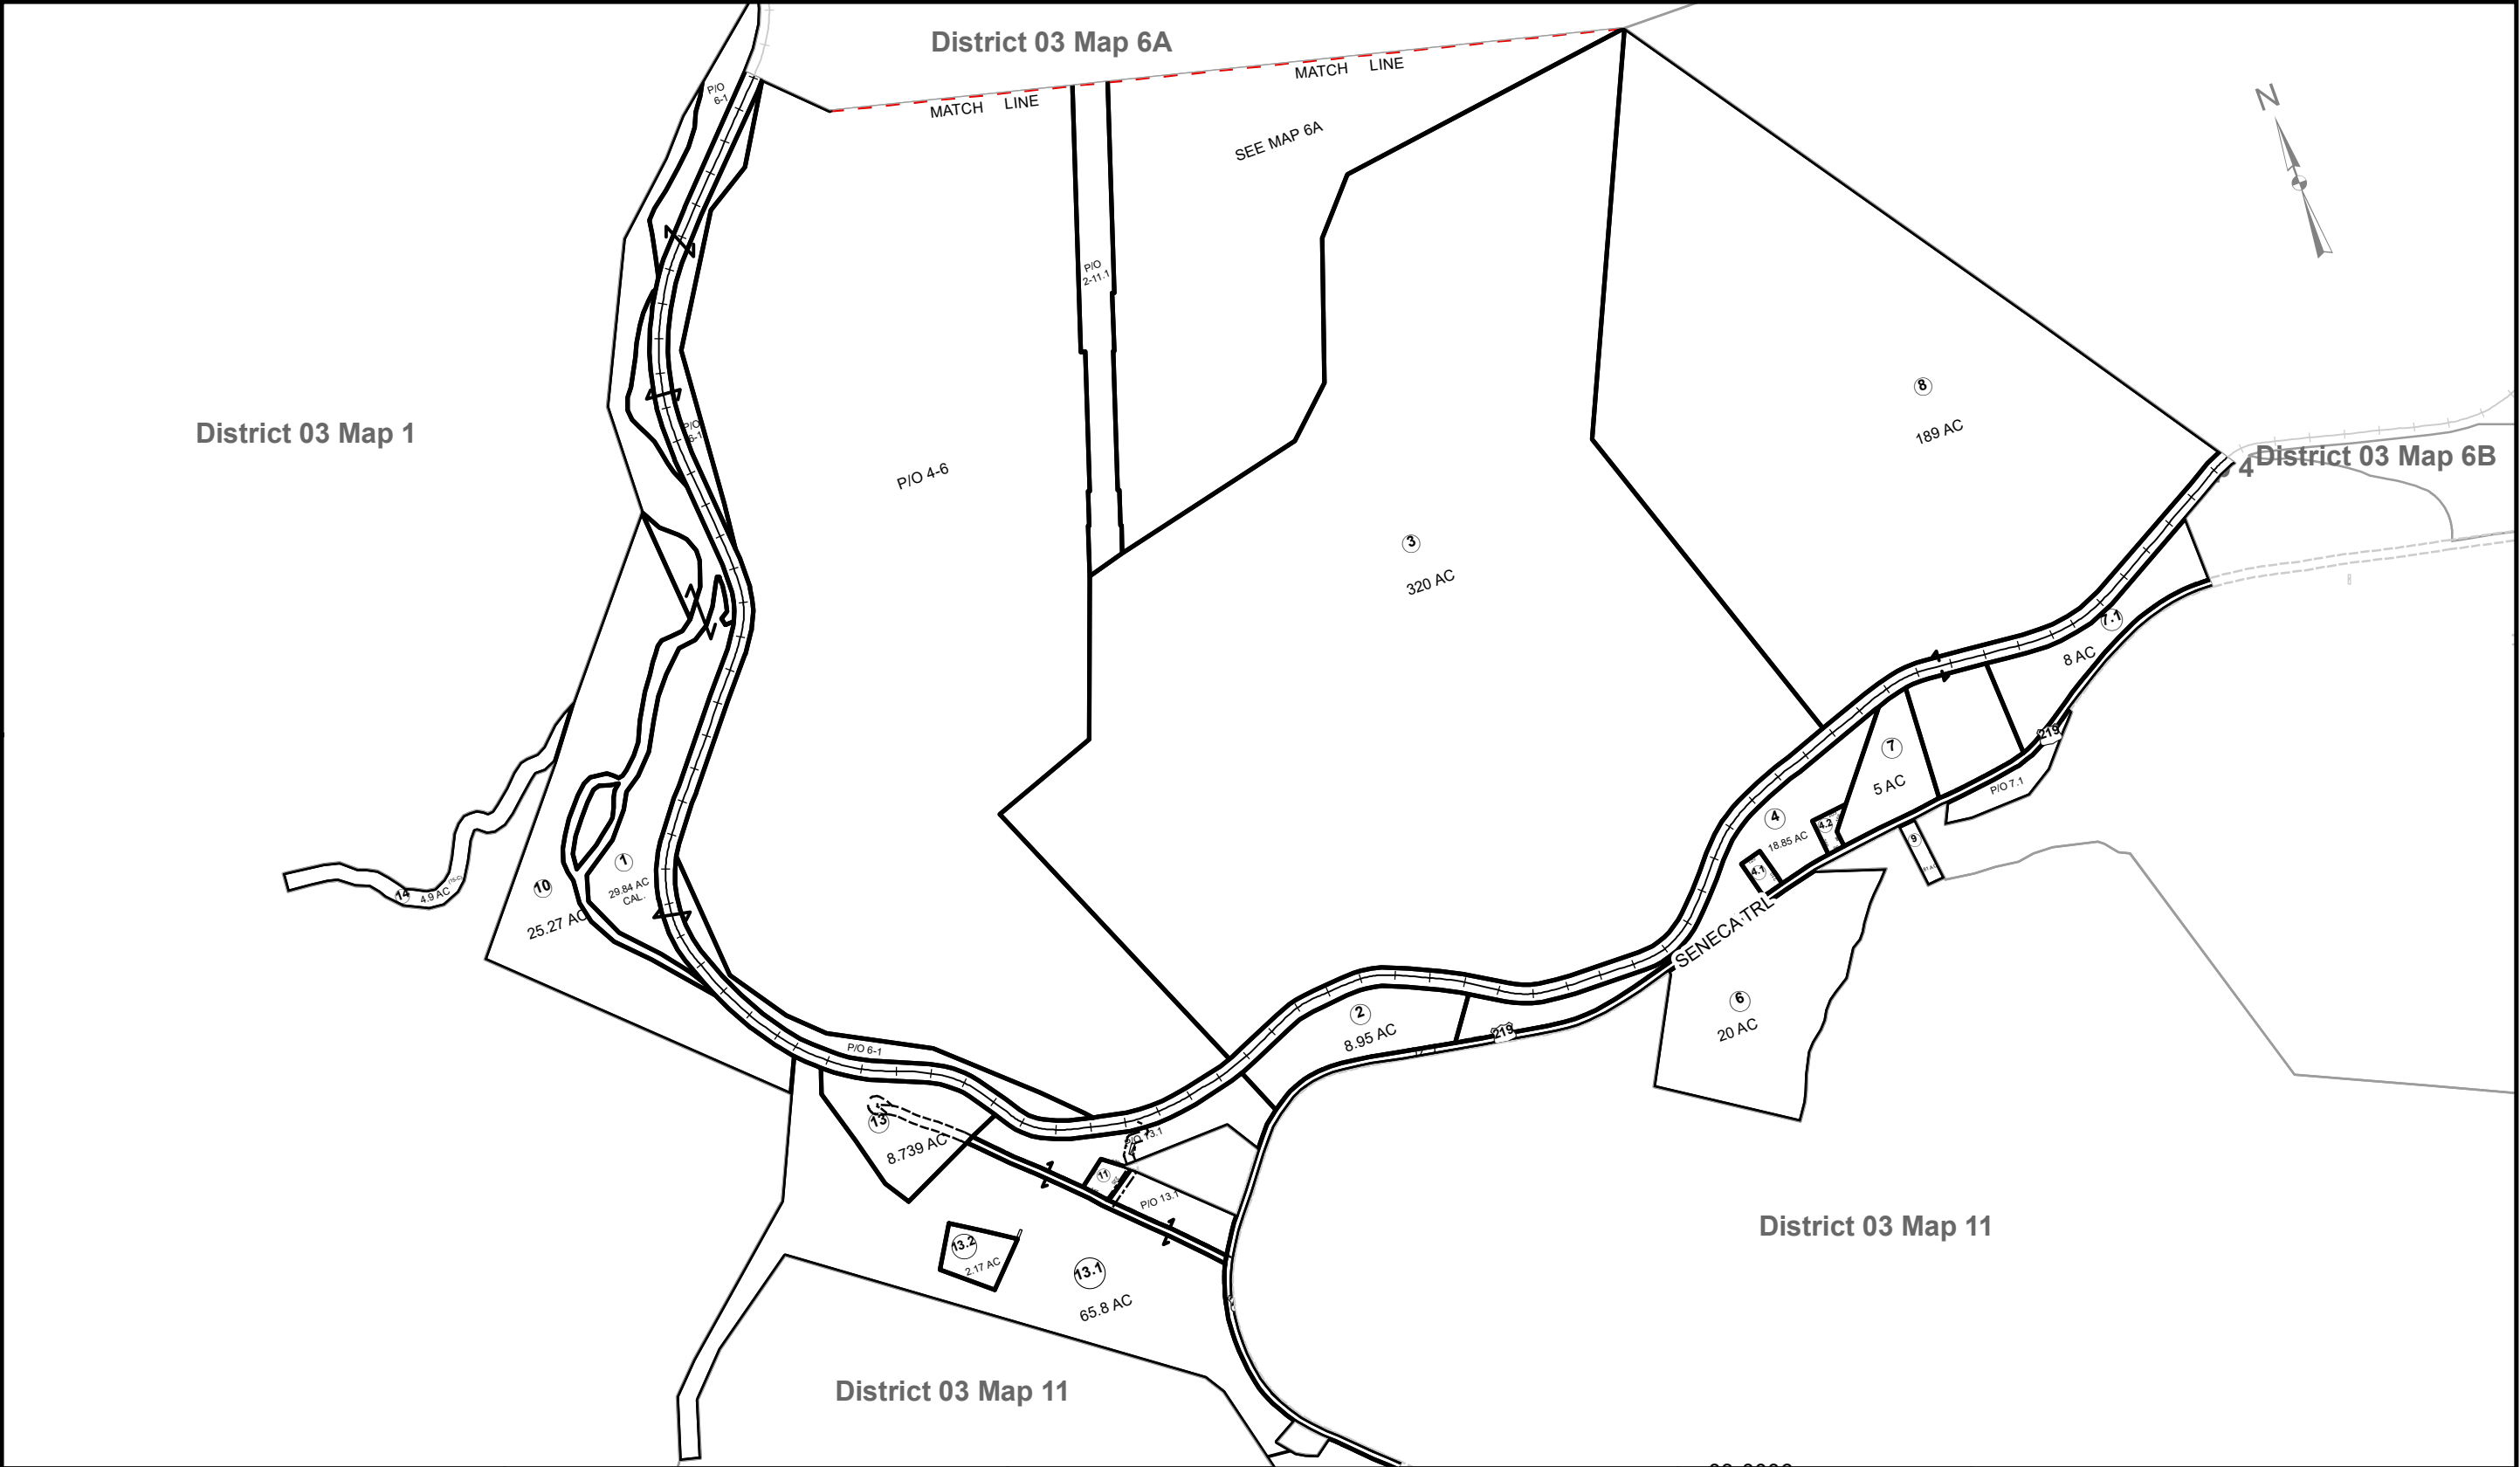 District 03 Map 6A
MATCH LINE
MATCH LINE
P/O
6-1
N
SEE MAP 6A
P/O
2-11.1
8
189 AC
District 03 Map 1
P/O
6-1
District 03 Map 6B
4
P/O 4-6
3
320 AC
7.1
8 AC
219
7
5 AC
P/O 7.1
4
18.85 AC
4.2
9
4.1
1
29.84 AC
CAL.
10
25.27 AC
14
4.9 AC
SENECA TRL
6
20 AC
2
8.95 AC
219
P/O 6-1
13
8.739 AC
P/O 13.1
11
P/O 13.1
13.2
2.17 AC
13.1
65.8 AC
District 03 Map 11
District 03 Map 11